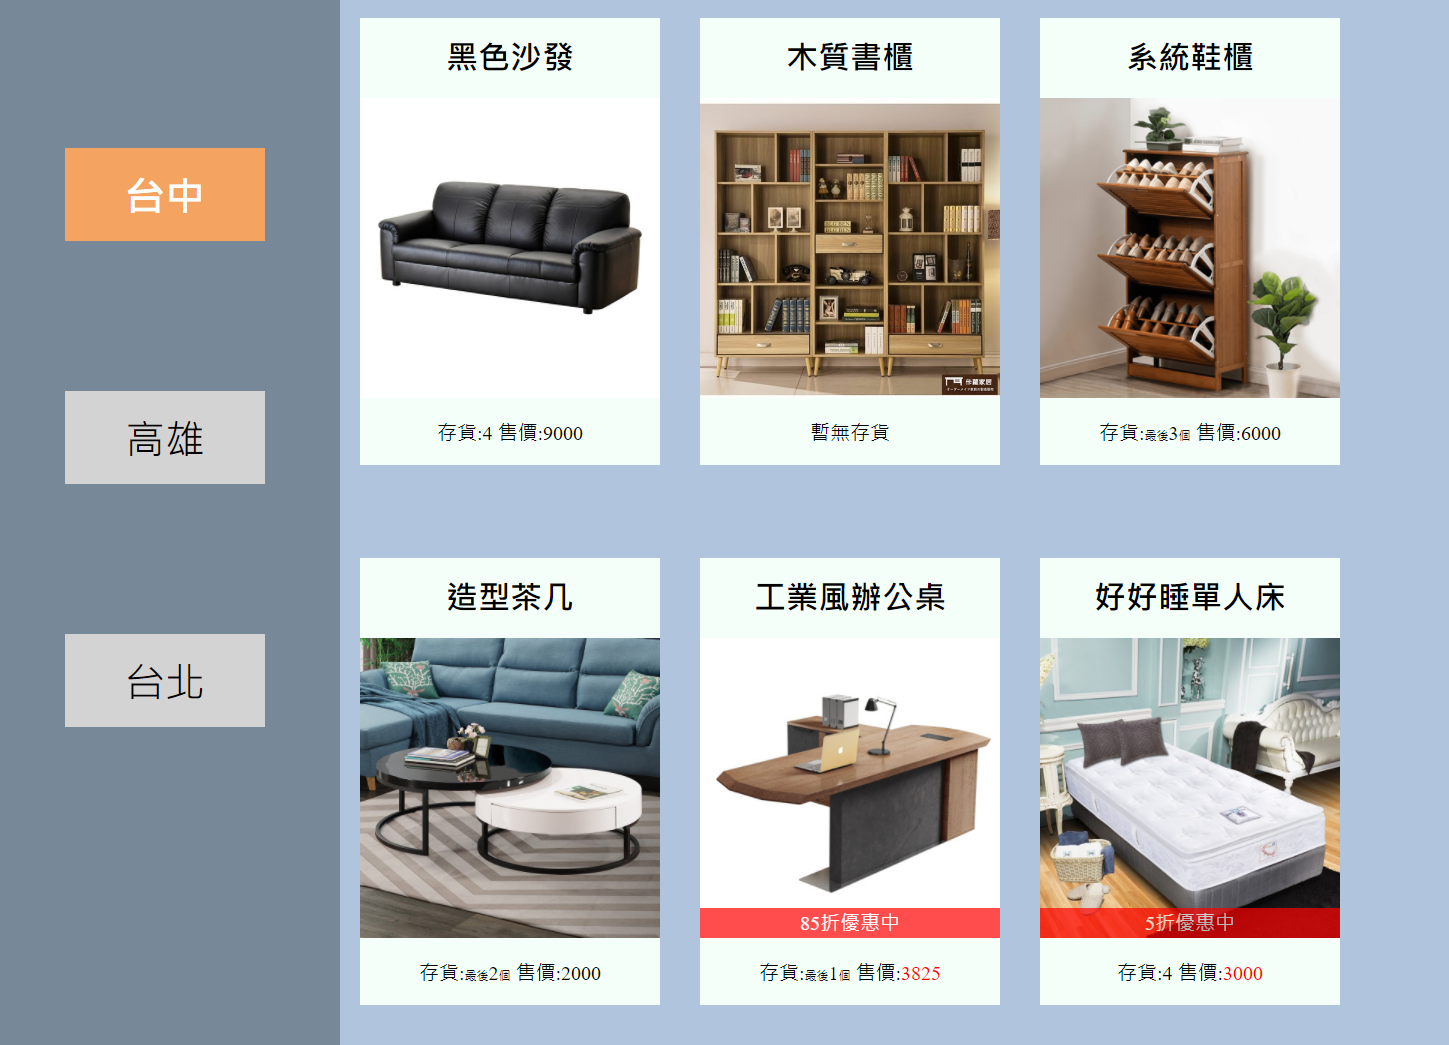 台中
高雄
台北
黑色沙發
存貨:4 售價:9000
木質書櫃
佧蘿家居
暫無存貨
系統鞋櫃
存貨:最後3個 售價:6000
造型茶几
存貨:最後2個 售價:2000
工業風辦公桌
85折優惠中
存貨:最後1個 售價:3825
好好睡單人床
5折優惠中
存貨:4 售價:3000